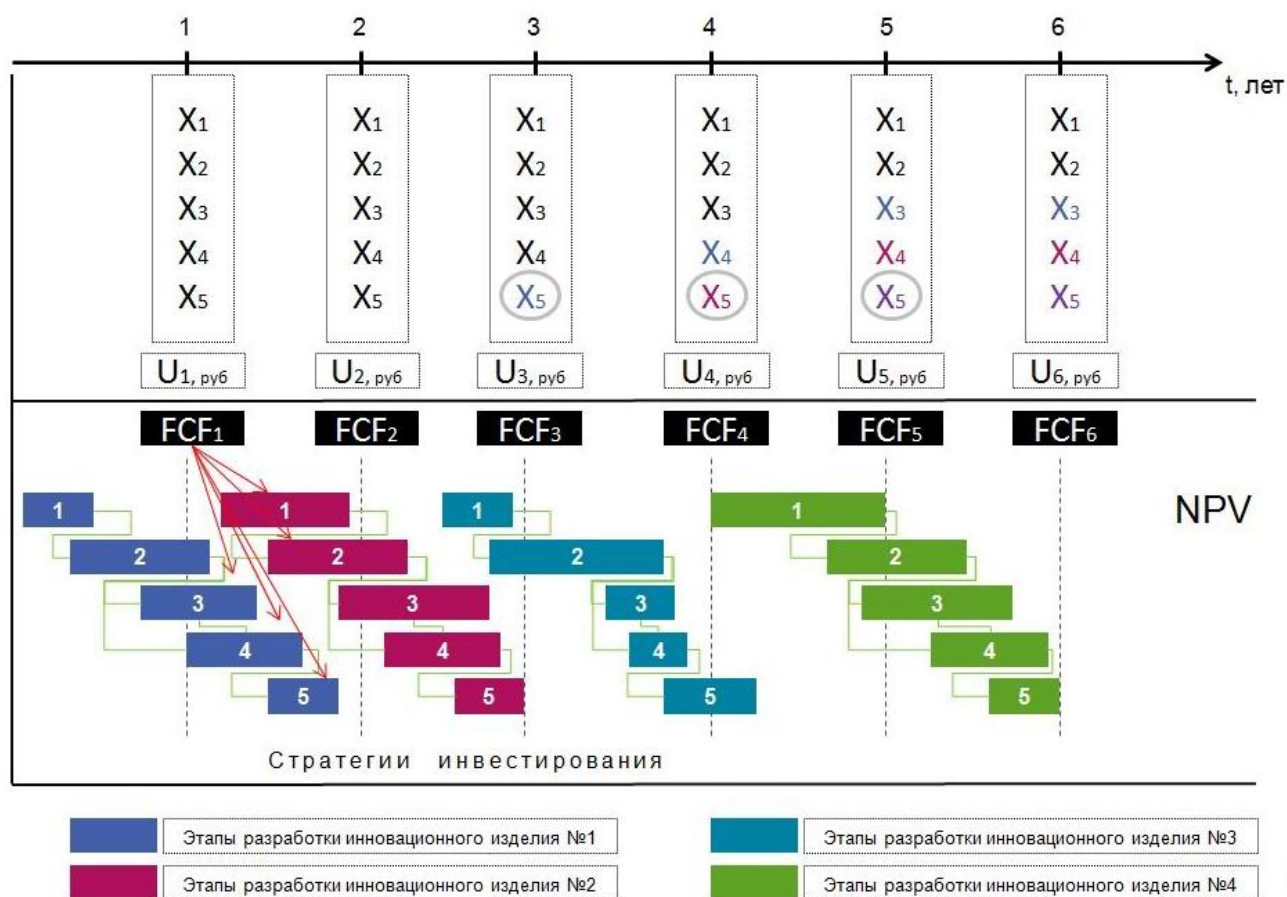 1 2 3 4 5 6
t, лет
X1 X1 X1 X1 X1 X1
X2 X2 X2 X2 X2 X2
X3 X3 X3 X3 X3 X3
X4 X4 X4 X4 X4 X4
X5 X5 X5 X5 X5 X5
U1, руб U2, руб U3, руб U4, руб U5, руб U6, руб
FCF1 FCF2 FCF3 FCF4 FCF5 FCF6
1 1 1 1
NPV
2 2 2 2
3 3 3 3
4 4 4 4
5 5 5 5
Стратегии инвестирования
Этапы разработки инновационного изделия №1
Этапы разработки инновационного изделия №3
Этапы разработки инновационного изделия №2
Этапы разработки инновационного изделия №4